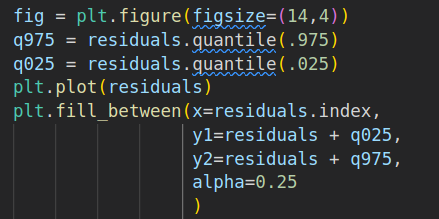 fig = plt.figure(figsize=(14,4))
q975 = residuals.quantile(.975)
q025 = residuals.quantile(.025)
plt.plot(residuals)
plt.fill_between(x=residuals.index,
                 y1=residuals + q025,
                 y2=residuals + q975,
                 alpha=0.25
                 )